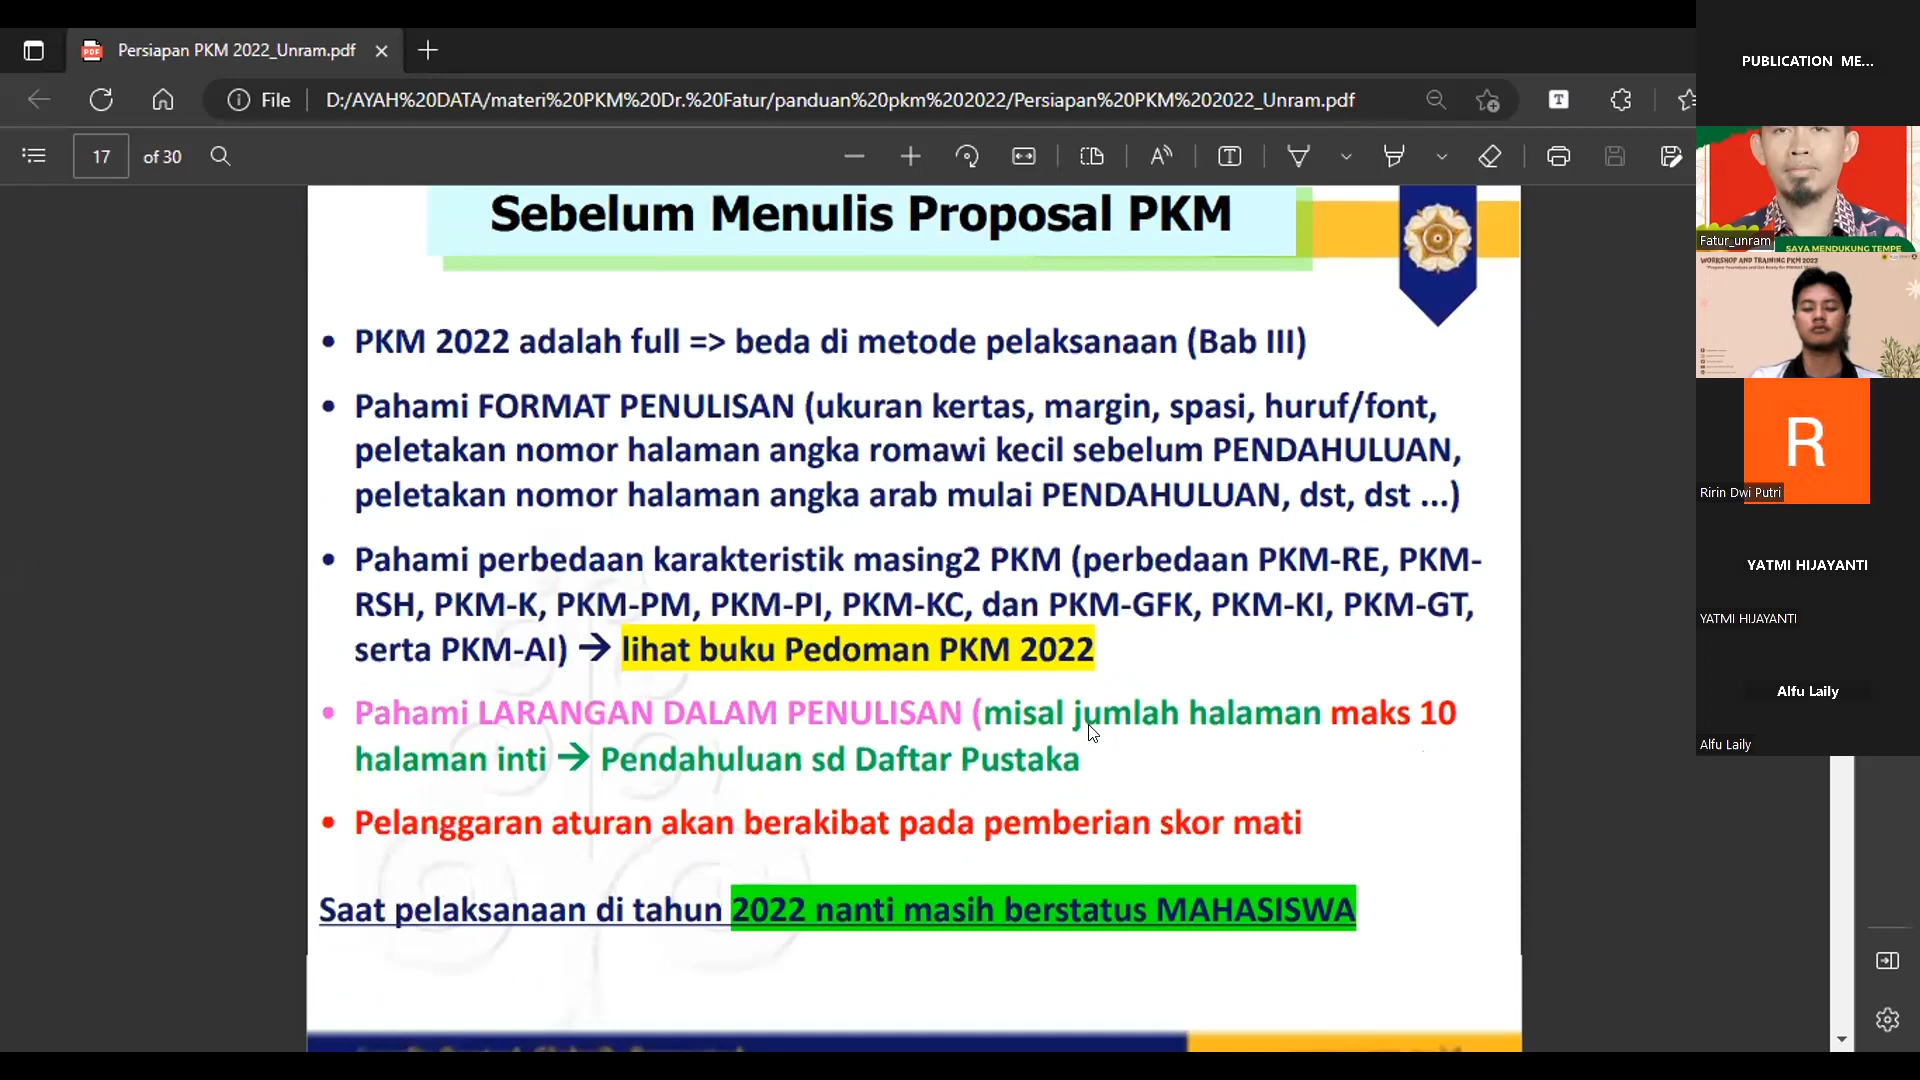 Persiapan PKM 2022_Unram.pdf
File
D:/AYAH%20DATA/materi%20PKM%20Dr.%20Fatur/panduan%20pkm%202022/Persiapan%20PKM%202022_Unram.pdf
17 of 30
Sebelum Menulis Proposal PKM
• PKM 2022 adalah full => beda di metode pelaksanaan (Bab III)
• Pahami FORMAT PENULISAN (ukuran kertas, margin, spasi, huruf/font,
peletakan nomor halaman angka romawi kecil sebelum PENDAHULUAN,
peletakan nomor halaman angka arab mulai PENDAHULUAN, dst, dst ...)
• Pahami perbedaan karakteristik masing2 PKM (perbedaan PKM-RE, PKM-
RSH, PKM-K, PKM-PM, PKM-PI, PKM-KC, dan PKM-GFK, PKM-KI, PKM-GT,
serta PKM-AI) → lihat buku Pedoman PKM 2022
• Pahami LARANGAN DALAM PENULISAN (misal jumlah halaman maks 10
halaman inti → Pendahuluan sd Daftar Pustaka
• Pelanggaran aturan akan berakibat pada pemberian skor mati
Saat pelaksanaan di tahun 2022 nanti masih berstatus MAHASISWA
PUBLICATION ME...
Fatur_unram
SAYA MENDUKUNG TEMPE
WORKSHOP AND TRAINING PKM 2023
R
Ririn Dwi Putri
YATMI HIJAYANTI
YATMI HIJAYANTI
Alfu Laily
Alfu Laily